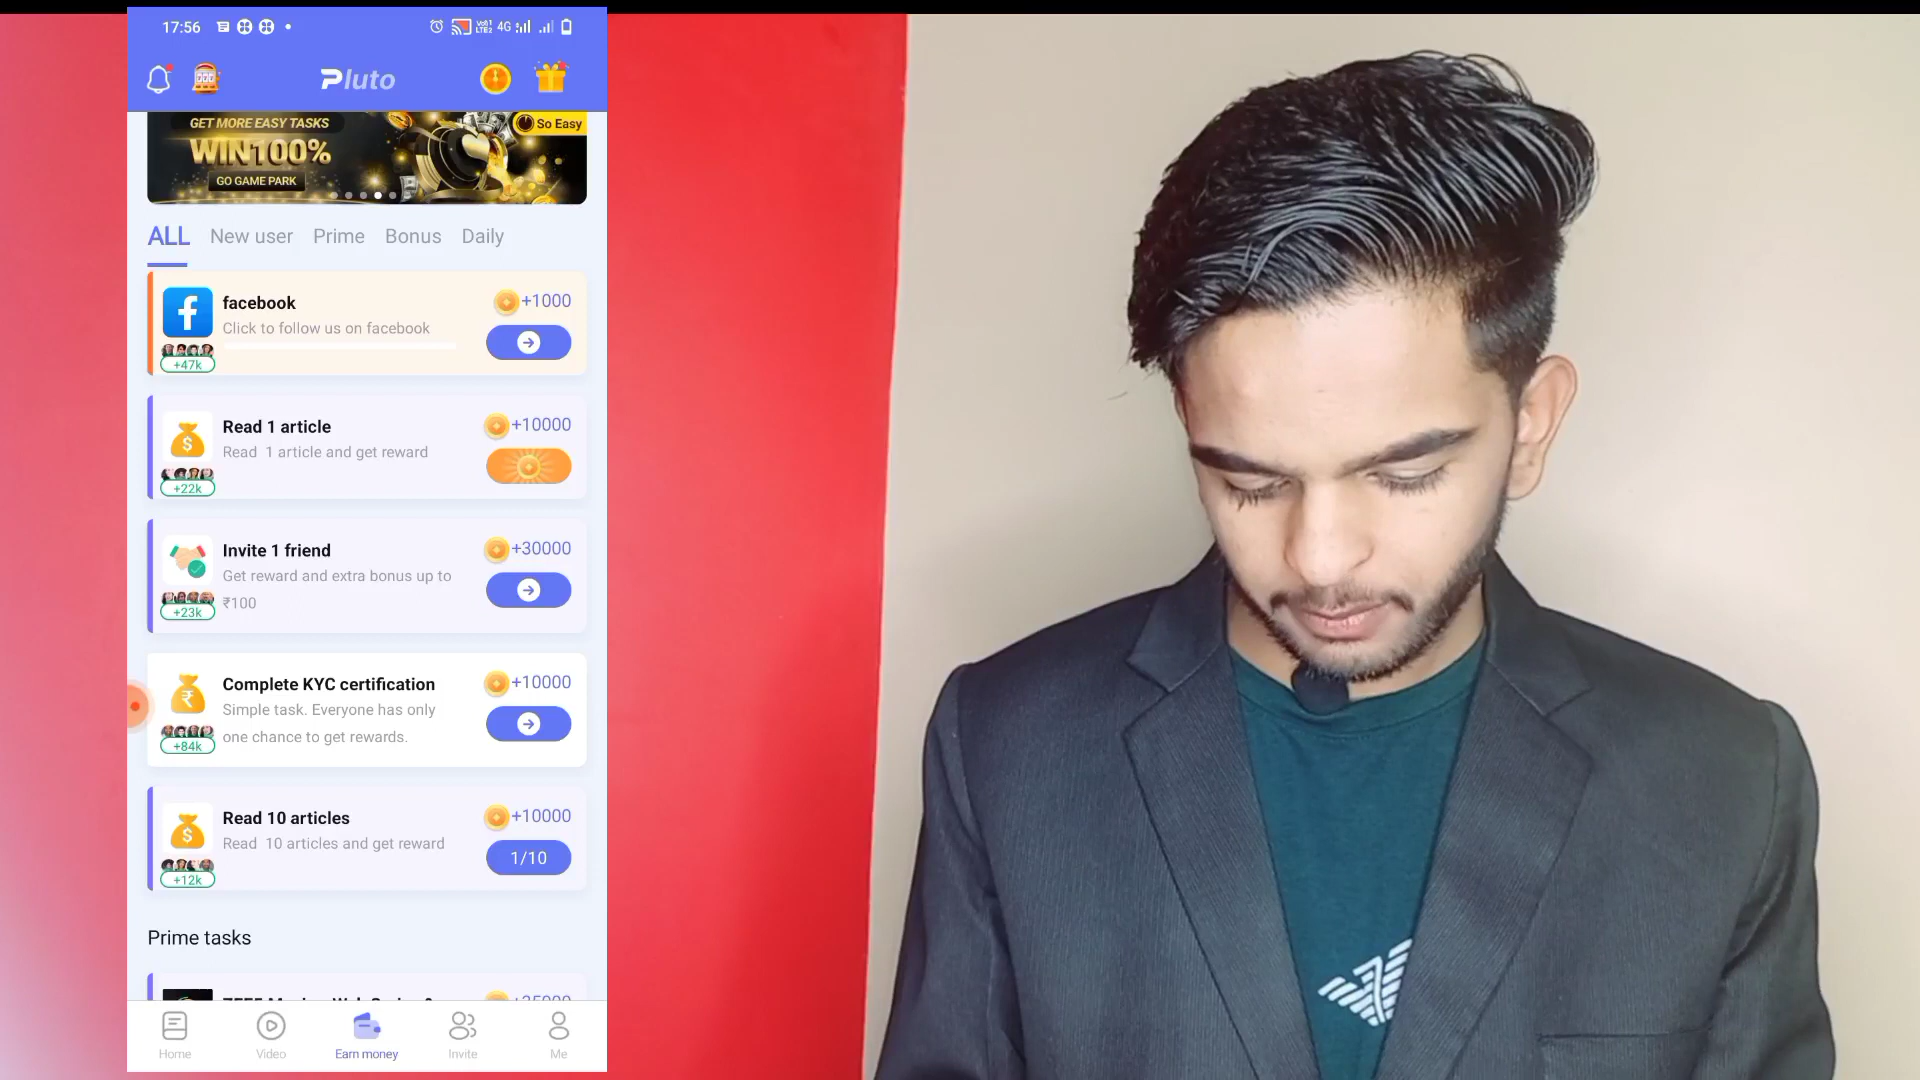 17:56
Vo) 1
LTE2
4G
Pluto
GET MORE EASY TASKS
So Easy
WIN100%
GO GAME PARK
ALL New user Prime Bonus Daily
facebook
+1000
Click to follow us on facebook
+47k
Read 1 article
+10000
Read 1 article and get reward
+22k
Invite 1 friend
+30000
Get reward and extra bonus up to
₹100
+23k
Complete KYC certification
+10000
Simple task. Everyone has only
one chance to get rewards.
+84k
Read 10 articles
+10000
Read 10 articles and get reward
1/10
+12k
Prime tasks
Home Video Earn money Invite Me